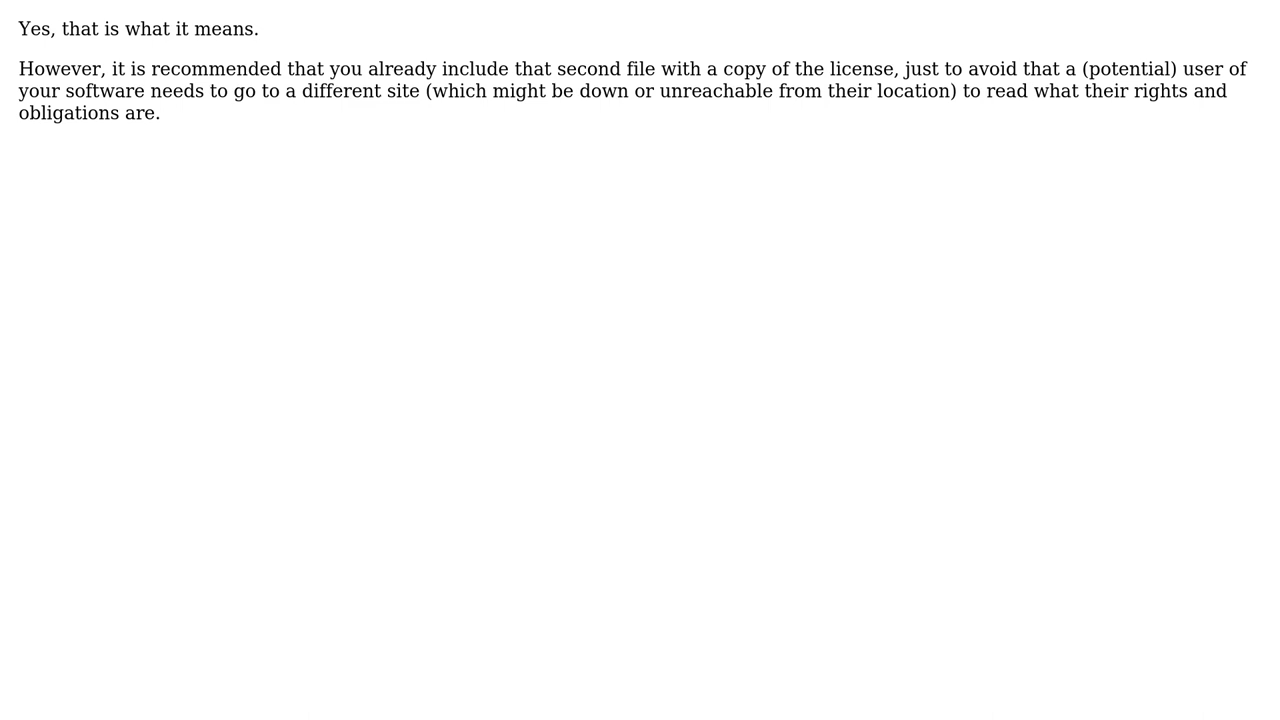 Yes, that is what it means.
However, it is recommended that you already include that second file with a copy of the license, just to avoid that a (potential) user of
your software needs to go to a different site (which might be down or unreachable from their location) to read what their rights and
obligations are.